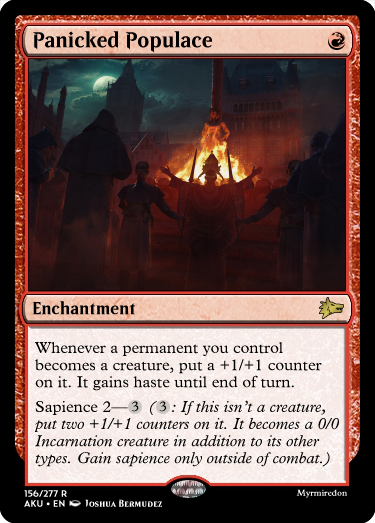 Panicked Populace
Enchantment
Whenever a permanent you control
becomes a creature, put a +1/+1 counter
on it. It gains haste until end of turn.
Sapience 2—3 (3: If this isn't a creature,
put two +1/+1 counters on it. It becomes a 0/0
Incarnation creature in addition to its other
types. Gain sapience only outside of combat.)
156/277 R
Myrmiredon
AKU • EN Joshua Bermudez